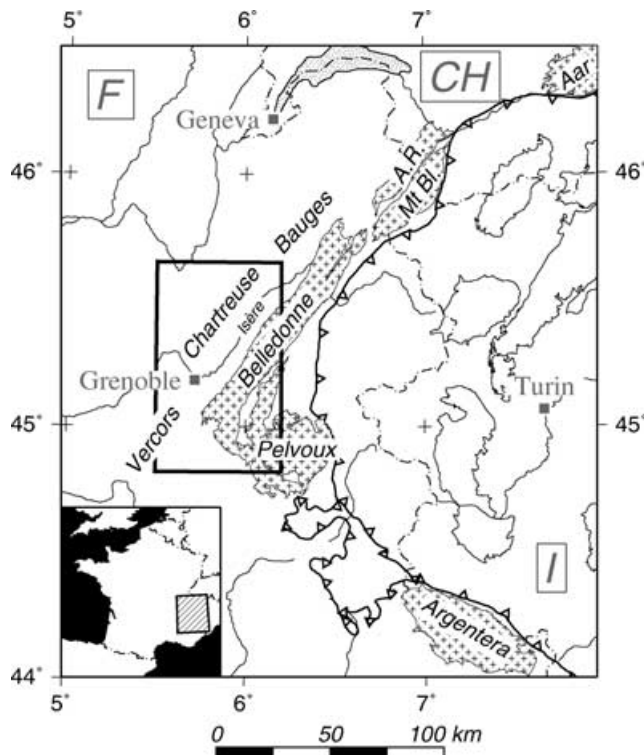 5˚ 6˚ 7˚
F
CH
Aar
Geneva
46˚ 46˚
A.R.
Mt Bl.
Bauges
Chartreuse
Isère
Belledonne
Grenoble
Turin
45˚ 45˚
Vercors
Pelvoux
I
Argentera
44˚ 44˚
5˚ 6˚ 7˚
0 50 100 km